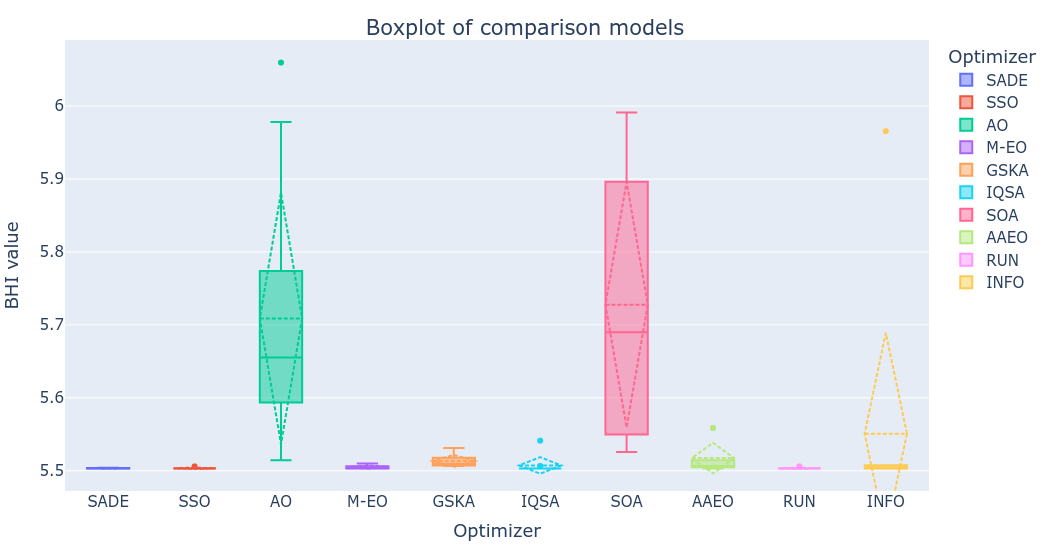 Boxplot of comparison models
BHI value
6
5.9
5.8
5.7
5.6
5.5
SADE
SSO
AO
M-EO
GSKA
IQSA
SOA
AAEO
RUN
INFO
Optimizer
Optimizer
SADE
SSO
AO
M-EO
GSKA
IQSA
SOA
AAEO
RUN
INFO